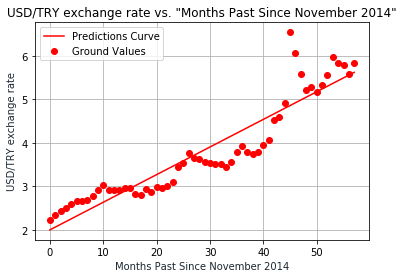 USD/TRY exchange rate vs. "Months Past Since November 2014"
Predictions Curve
Ground Values
USD/TRY exchange rate
6
5
4
3
2
0
10
20
30
40
50
Months Past Since November 2014